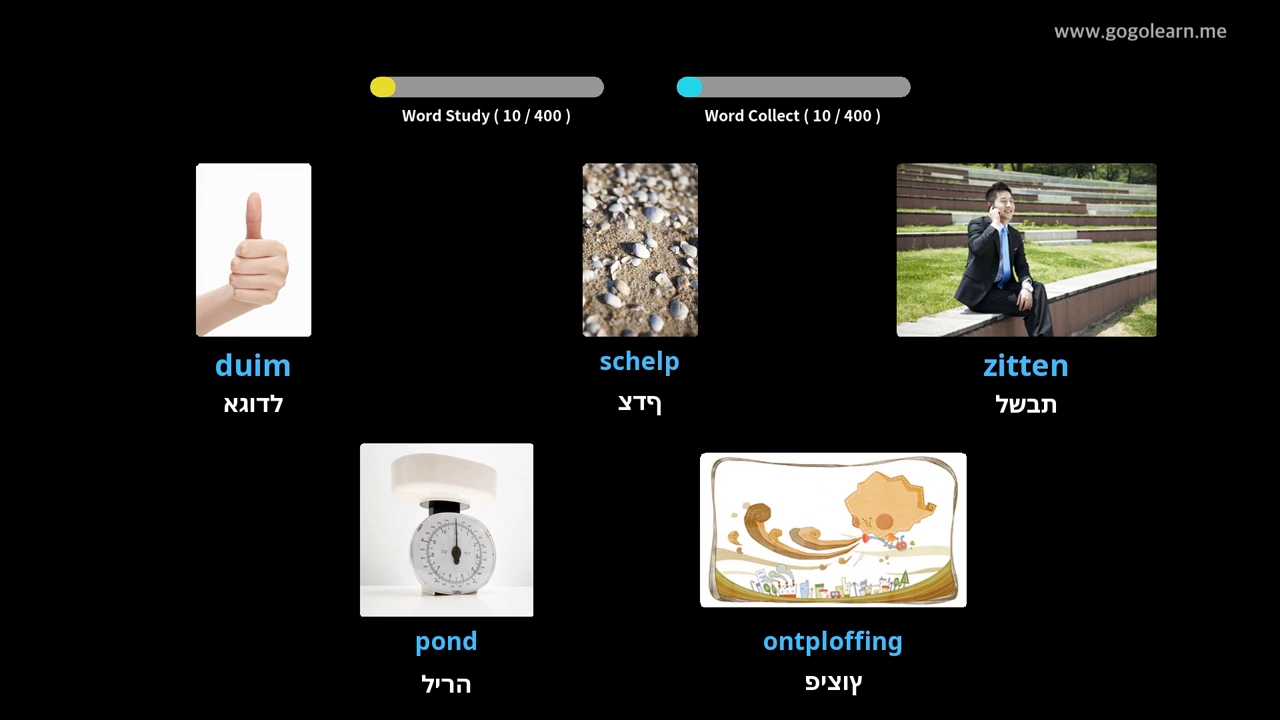 www.gogolearn.me
Word Study ( 10 / 400 )
Word Collect ( 10 / 400 )
duim
לדוגא
schelp
ףדצ
zitten
תבשל
pond
הריל
ontploffing
ץוציפ